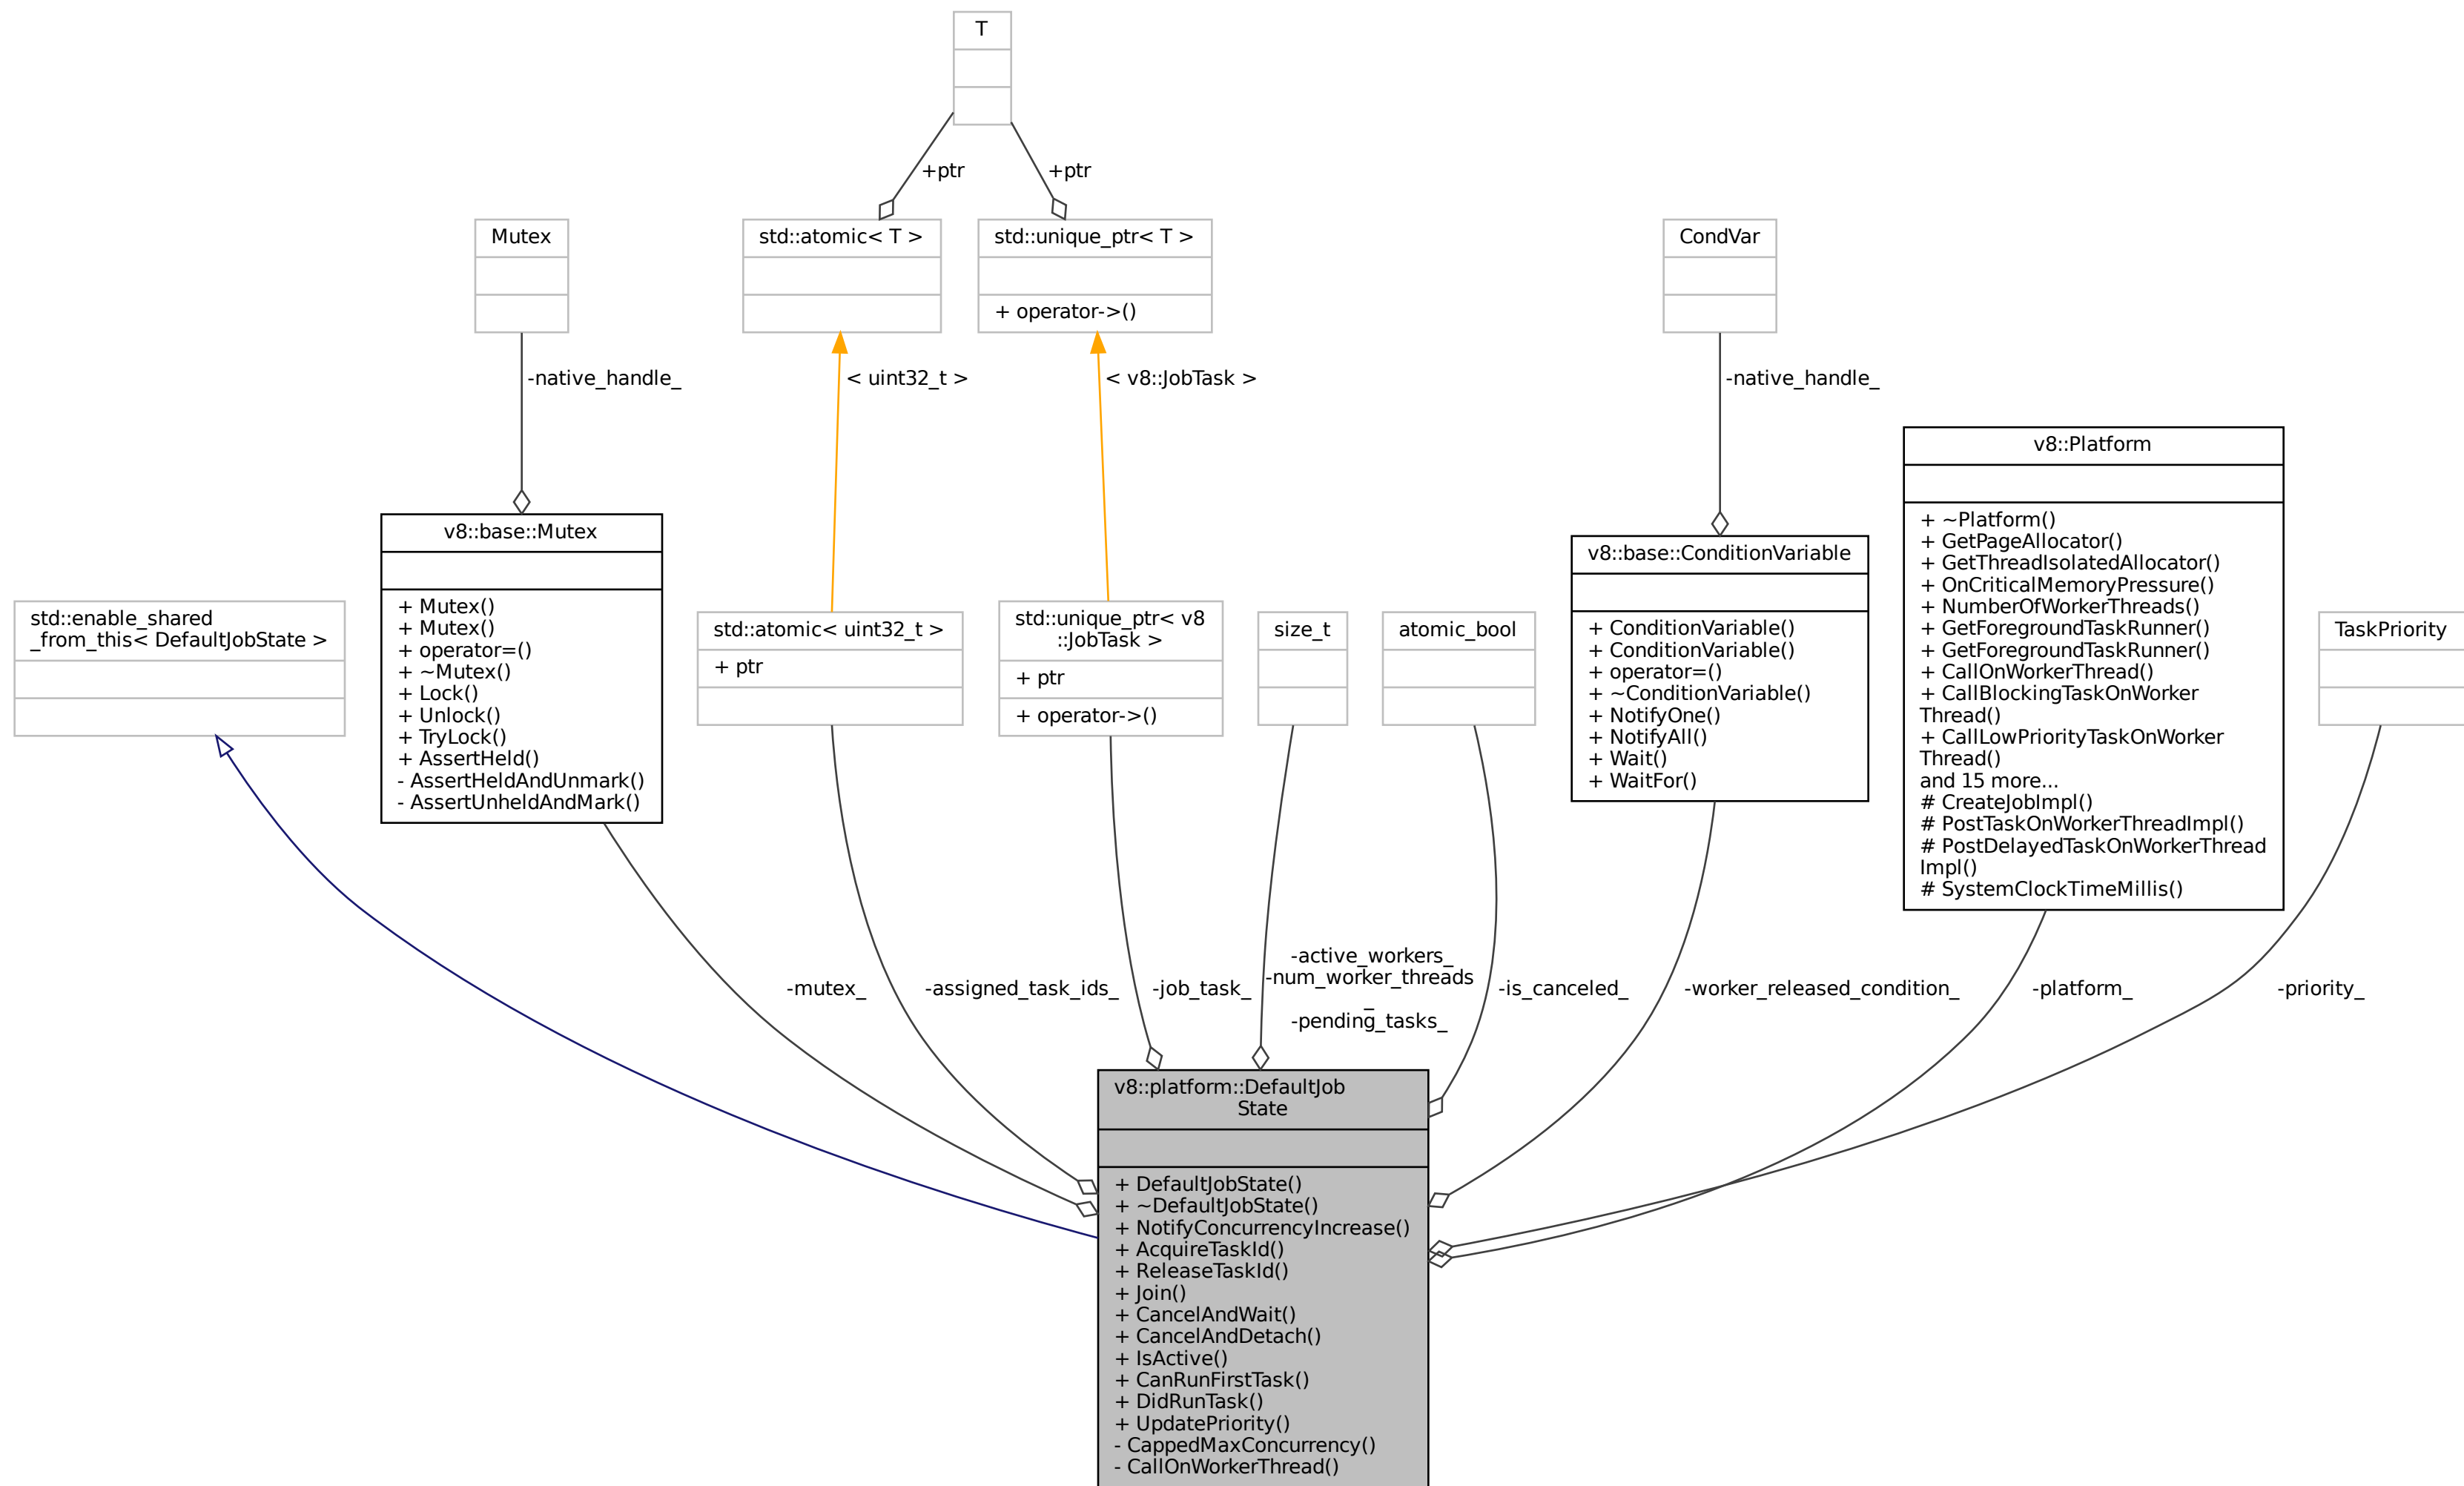 T
+ptr
+ptr
Mutex
std::atomic< T >
std::unique_ptr< T >
+ operator->()
CondVar
-native_handle_
< uint32_t >
< v8::JobTask >
-native_handle_
v8::Platform
+ ~Platform()
+ GetPageAllocator()
+ GetThreadIsolatedAllocator()
+ OnCriticalMemoryPressure()
+ NumberOfWorkerThreads()
+ GetForegroundTaskRunner()
+ GetForegroundTaskRunner()
+ CallOnWorkerThread()
+ CallBlockingTaskOnWorker
Thread()
+ CallLowPriorityTaskOnWorker
Thread()
and 15 more...
# CreateJobImpl()
# PostTaskOnWorkerThreadImpl()
# PostDelayedTaskOnWorkerThread
Impl()
# SystemClockTimeMillis()
v8::base::Mutex
+ Mutex()
+ Mutex()
+ operator=()
+ ~Mutex()
+ Lock()
+ Unlock()
+ TryLock()
+ AssertHeld()
- AssertHeldAndUnmark()
- AssertUnheldAndMark()
v8::base::ConditionVariable
+ ConditionVariable()
+ ConditionVariable()
+ operator=()
+ ~ConditionVariable()
+ NotifyOne()
+ NotifyAll()
+ Wait()
+ WaitFor()
std::enable_shared
_from_this< DefaultJobState >
std::atomic< uint32_t >
+ ptr
std::unique_ptr< v8
::JobTask >
+ ptr
+ operator->()
size_t
atomic_bool
TaskPriority
-mutex_
-assigned_task_ids_
-job_task_
-active_workers_
-num_worker_threads
_
-pending_tasks_
-is_canceled_
-worker_released_condition_
-platform_
-priority_
v8::platform::DefaultJob
State
+ DefaultJobState()
+ ~DefaultJobState()
+ NotifyConcurrencyIncrease()
+ AcquireTaskId()
+ ReleaseTaskId()
+ Join()
+ CancelAndWait()
+ CancelAndDetach()
+ IsActive()
+ CanRunFirstTask()
+ DidRunTask()
+ UpdatePriority()
- CappedMaxConcurrency()
- CallOnWorkerThread()